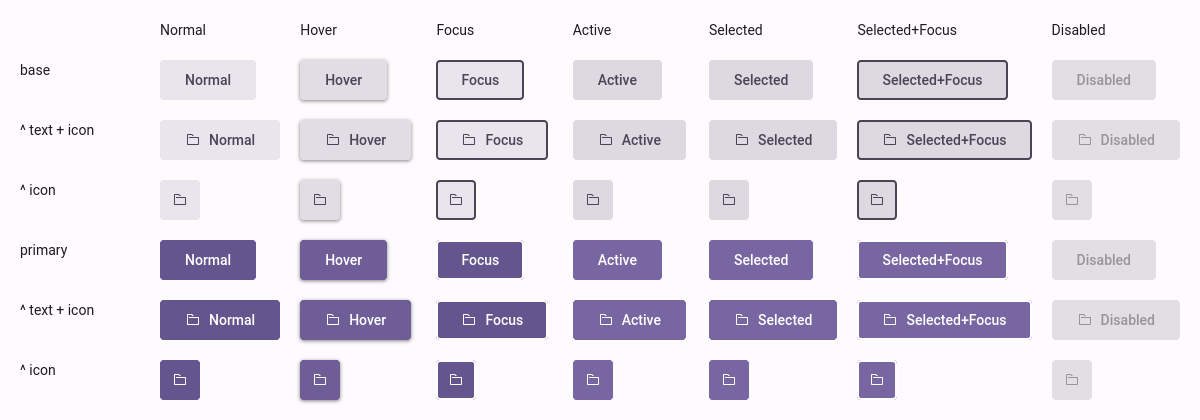 Normal Hover Focus Active Selected Selected+Focus Disabled
base Normal Hover Focus Active Selected Selected+Focus Disabled
^ text + icon Normal Hover Focus Active Selected Selected+Focus Disabled
^ icon
primary Normal Hover Focus Active Selected Selected+Focus Disabled
^ text + icon Normal Hover Focus Active Selected Selected+Focus Disabled
^ icon